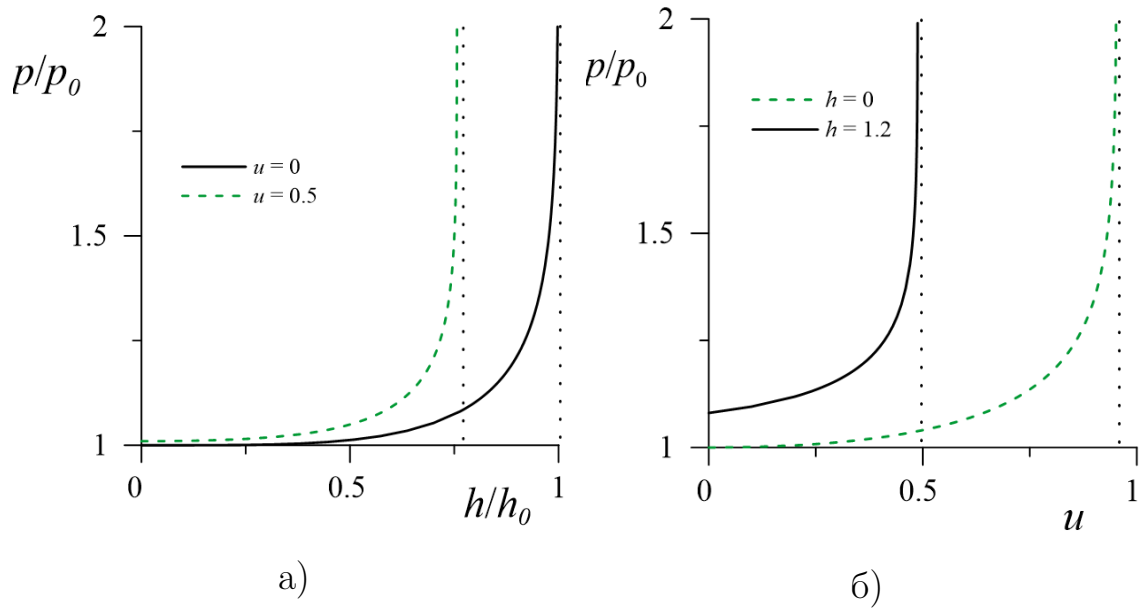 2
p/p₀
u = 0
u = 0.5
1.5
1
0
0.5
1
h/h₀
a)
2
p/p₀
h = 0
h = 1.2
1.5
1
0
0.5
1
u
б)